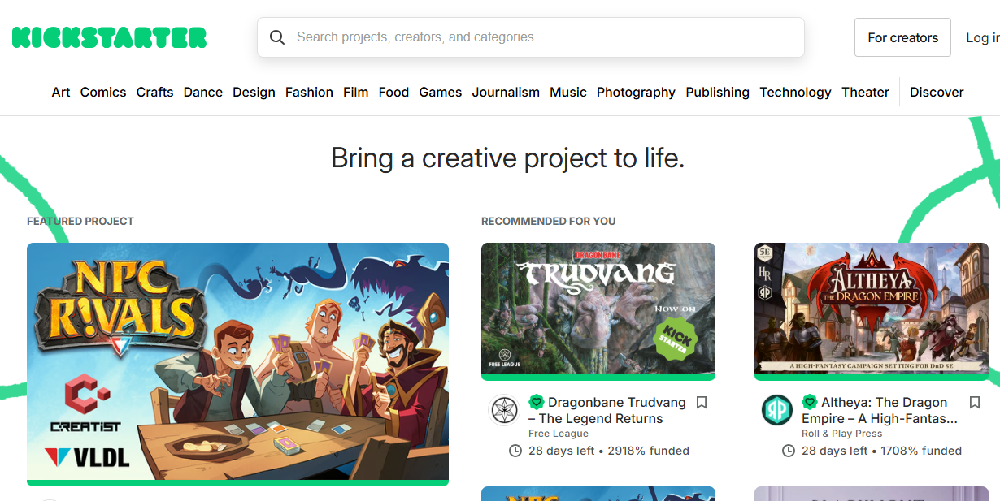 KICKSTARTER
Search projects, creators, and categories
For creators
Log in
Art Comics Crafts Dance Design Fashion Film Food Games Journalism Music Photography Publishing Technology Theater Discover
Bring a creative project to life.
FEATURED PROJECT
NPC
R!VALS
CREATIST
VLDL
RECOMMENDED FOR YOU
DRAGONBANE
TRUDVANG
NOW ON
KICK
STARTER
FREE LEAGUE
Dragonbane Trudvang
– The Legend Returns
Free League
28 days left • 2918% funded
5E
HR
RP
ALTHEYA
THE DRAGON EMPIRE
A HIGH-FANTASY CAMPAIGN SETTING FOR DnD 5E
RP
Altheya: The Dragon
Empire – A High-Fantas...
Roll & Play Press
28 days left • 1708% funded
NPC